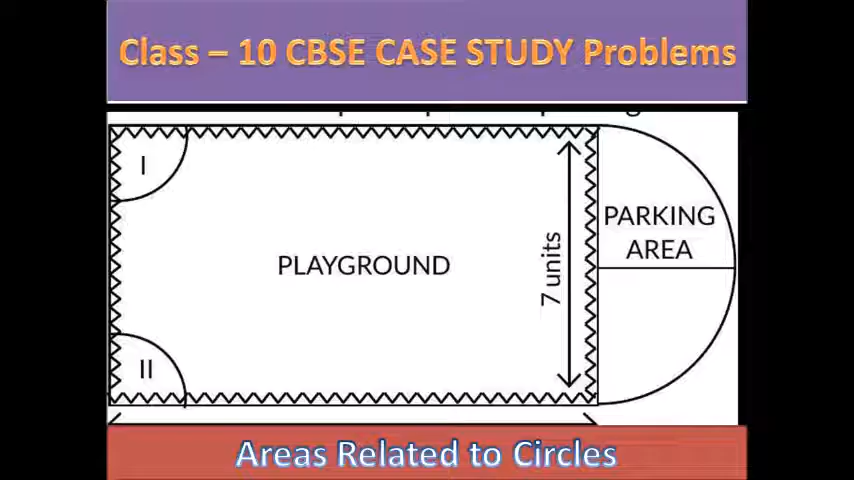 Class – 10 CBSE CASE STUDY Problems
I
PLAYGROUND
7 units
PARKING
AREA
II
Areas Related to Circles